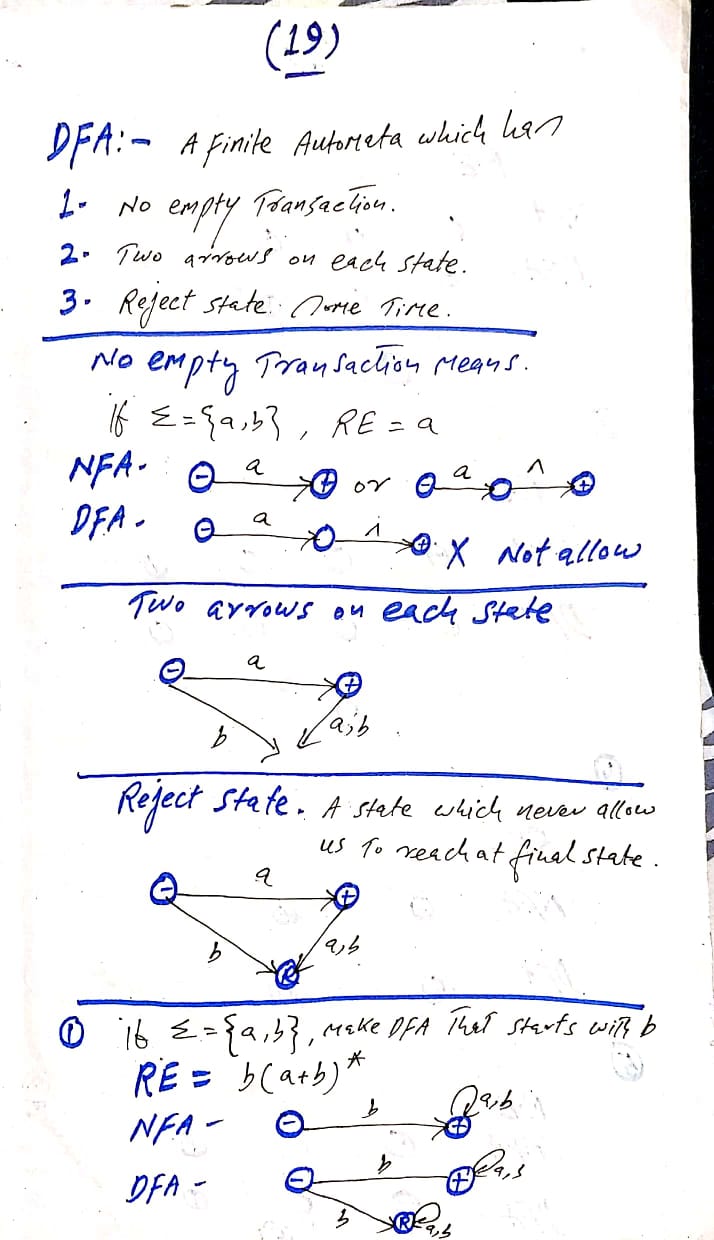 (19)
DFA:- A Finite Automata which has
1- No empty Transaction.
2- Two arrows on each state.
3- Reject state. Some Time.
No empty Transaction Means.
if Σ={a,b}, RE = a
NFA- - a + or - a ^ +
DFA- - a ^ + X Not allow
Two arrows on each state
- a +
b a,b
Reject state. A state which never allow
us To reach at final state.
- a +
b a,b
R
① if Σ={a,b}, make DFA That starts with b
RE = b(a+b)*
NFA - - b + a,b
DFA - - b + a,b
b R a,b